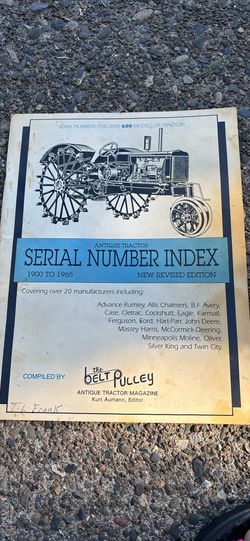 SERIAL NUMBERS FOR OVER 600 MODELS OF TRACTORS
ANTIQUE TRACTOR
SERIAL NUMBER INDEX
1900 TO 1965 NEW REVISED EDITION
Covering over 20 manufacturers including:
Advance Rumley, Allis Chalmers, B.F. Avery,
Case, Cletrac, Cockshutt, Eagle, Farmall,
Ferguson, Ford, Hart-Parr, John Deere,
Massey Harris, McCormick-Deering,
Minneapolis Moline, Oliver,
Silver King and Twin City.
COMPILED BY: the Belt Pulley
ANTIQUE TRACTOR MAGAZINE
Kurt Aumann, Editor
T.L. Frank